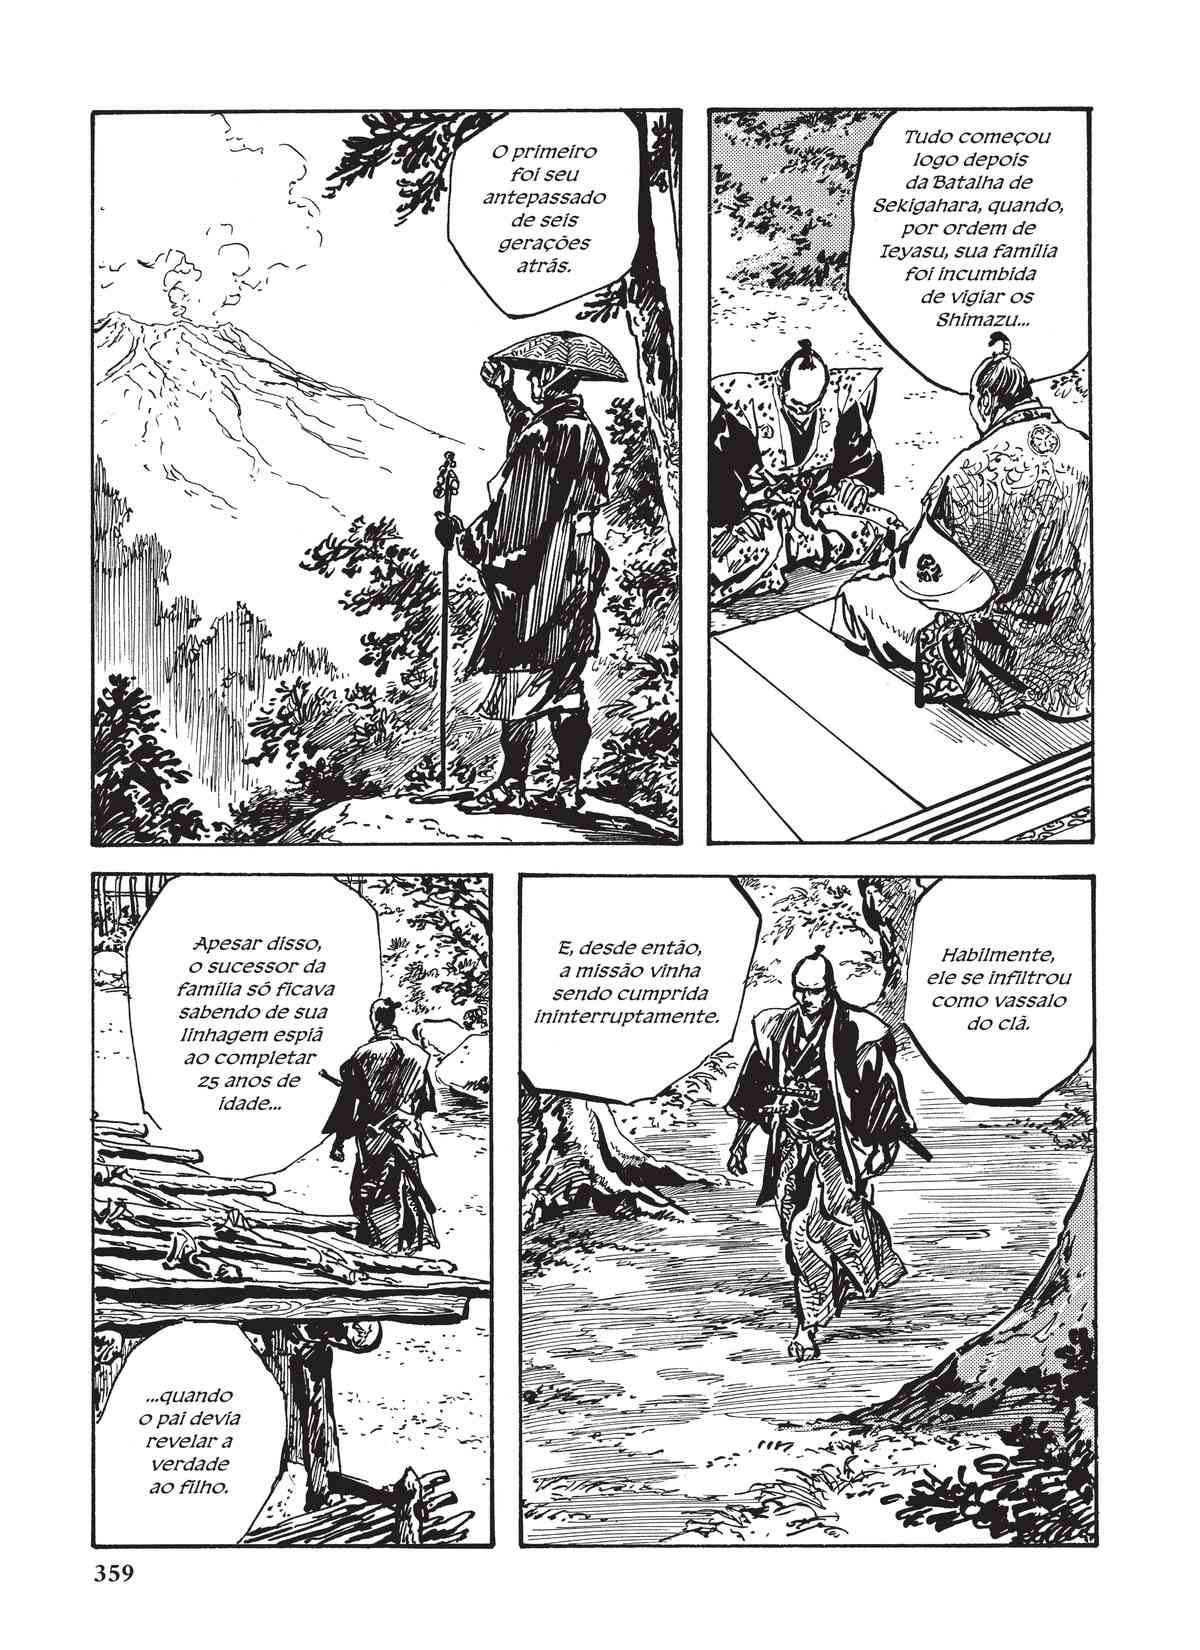 Tudo começou
logo depois
da Batalha de
Sekigahara, quando,
por ordem de
Ieyasu, sua família
foi incumbida
de vigiar os
Shimazu...
O primeiro
foi seu
antepassado
de seis
gerações
atrás.
Habilmente,
ele se infiltrou
como vassalo
do clã.
E, desde então,
a missão vinha
sendo cumprida
ininterruptamente.
Apesar disso,
o sucessor da
família só ficava
sabendo de sua
linhagem espiã
ao completar
25 anos de
idade...
...quando
o pai devia
revelar a
verdade
ao filho.
359